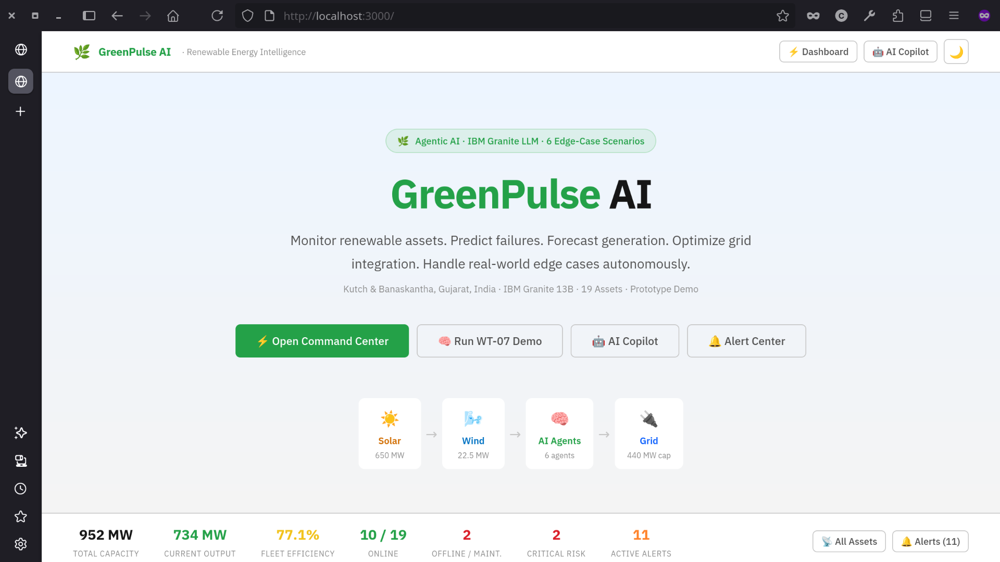 http://localhost:3000/
GreenPulse AI · Renewable Energy Intelligence
⚡ Dashboard
🤖 AI Copilot
🌿 Agentic AI · IBM Granite LLM · 6 Edge-Case Scenarios
GreenPulse AI
Monitor renewable assets. Predict failures. Forecast generation. Optimize grid
integration. Handle real-world edge cases autonomously.
Kutch & Banaskantha, Gujarat, India · IBM Granite 13B · 19 Assets · Prototype Demo
⚡ Open Command Center
🧠 Run WT-07 Demo
🤖 AI Copilot
🔔 Alert Center
Solar
650 MW
→
Wind
22.5 MW
→
AI Agents
6 agents
→
Grid
440 MW cap
952 MW
TOTAL CAPACITY
734 MW
CURRENT OUTPUT
77.1%
FLEET EFFICIENCY
10 / 19
ONLINE
2
OFFLINE / MAINT.
2
CRITICAL RISK
11
ACTIVE ALERTS
📡 All Assets
🔔 Alerts (11)